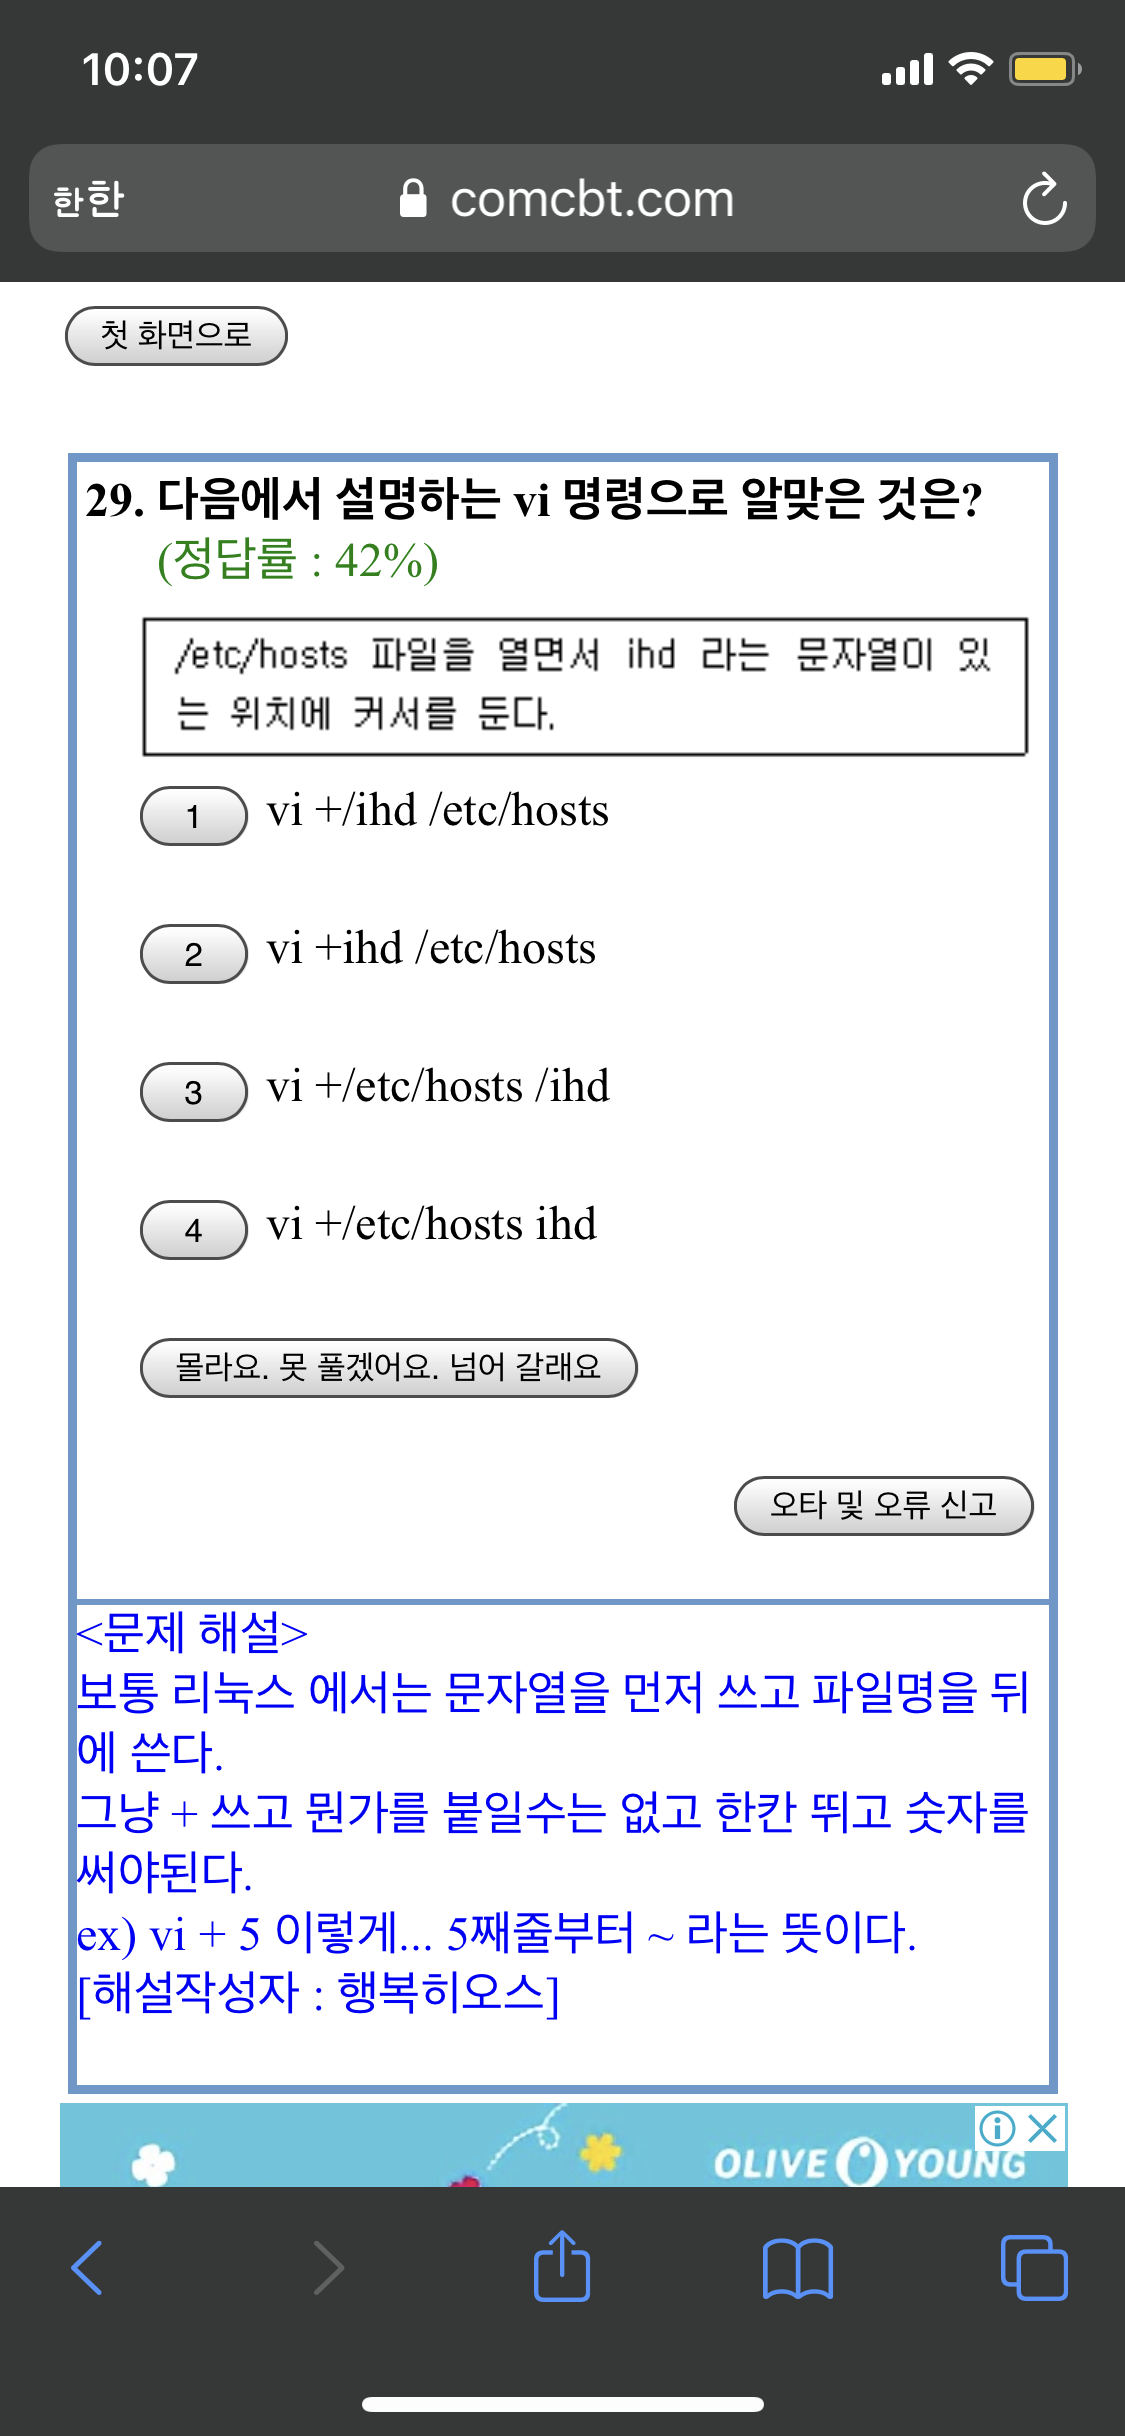 10:07
한한
comcbt.com
첫 화면으로
29. 다음에서 설명하는 vi 명령으로 알맞은 것은?
(정답률 : 42%)
/etc/hosts 파일을 열면서 ihd 라는 문자열이 있
는 위치에 커서를 둔다.
1 vi +/ihd /etc/hosts
2 vi +ihd /etc/hosts
3 vi +/etc/hosts /ihd
4 vi +/etc/hosts ihd
몰라요. 못 풀겠어요. 넘어 갈래요
오타 및 오류 신고
<문제 해설>
보통 리눅스 에서는 문자열을 먼저 쓰고 파일명을 뒤
에 쓴다.
그냥 + 쓰고 뭔가를 붙일수는 없고 한칸 뛰고 숫자를
써야된다.
ex) vi + 5 이렇게... 5째줄부터 ~ 라는 뜻이다.
[해설작성자 : 행복히오스]
OLIVE YOUNG